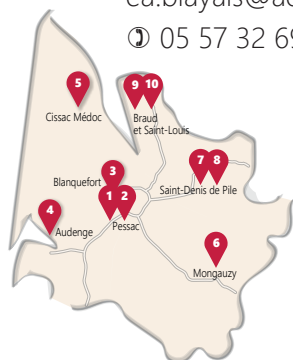 ✆ 05 57 32 69
5
9 10
Cissac Médoc
Braud
et Saint-Louis
3
7 8
Blanquefort
Saint-Denis de Pile
1 2
4
Pessac
Audenge
6
Mongauzy